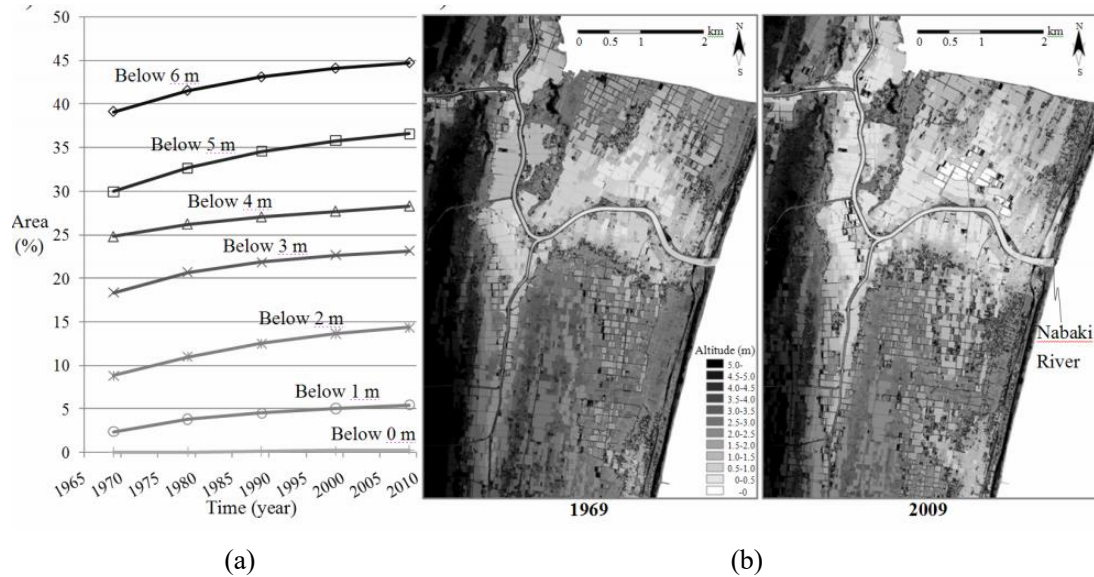 50
45
40
35
30
25
20
15
10
5
0
Area
(%)
Below 6 m
Below 5 m
Below 4 m
Below 3 m
Below 2 m
Below 1 m
Below 0 m
1965
1970
1975
1980
1985
1990
1995
2000
2005
2010
Time (year)
0 1 2 km
N
S
Altitude (m)
5.0-
4.5-5.0
4.0-4.5
3.5-4.0
3.0-3.5
2.5-3.0
2.0-2.5
1.5-2.0
1.0-1.5
0.5-1.0
0-0.5
-0
1969
0 1 2 km
N
S
Nabaki
River
2009
(a)
(b)